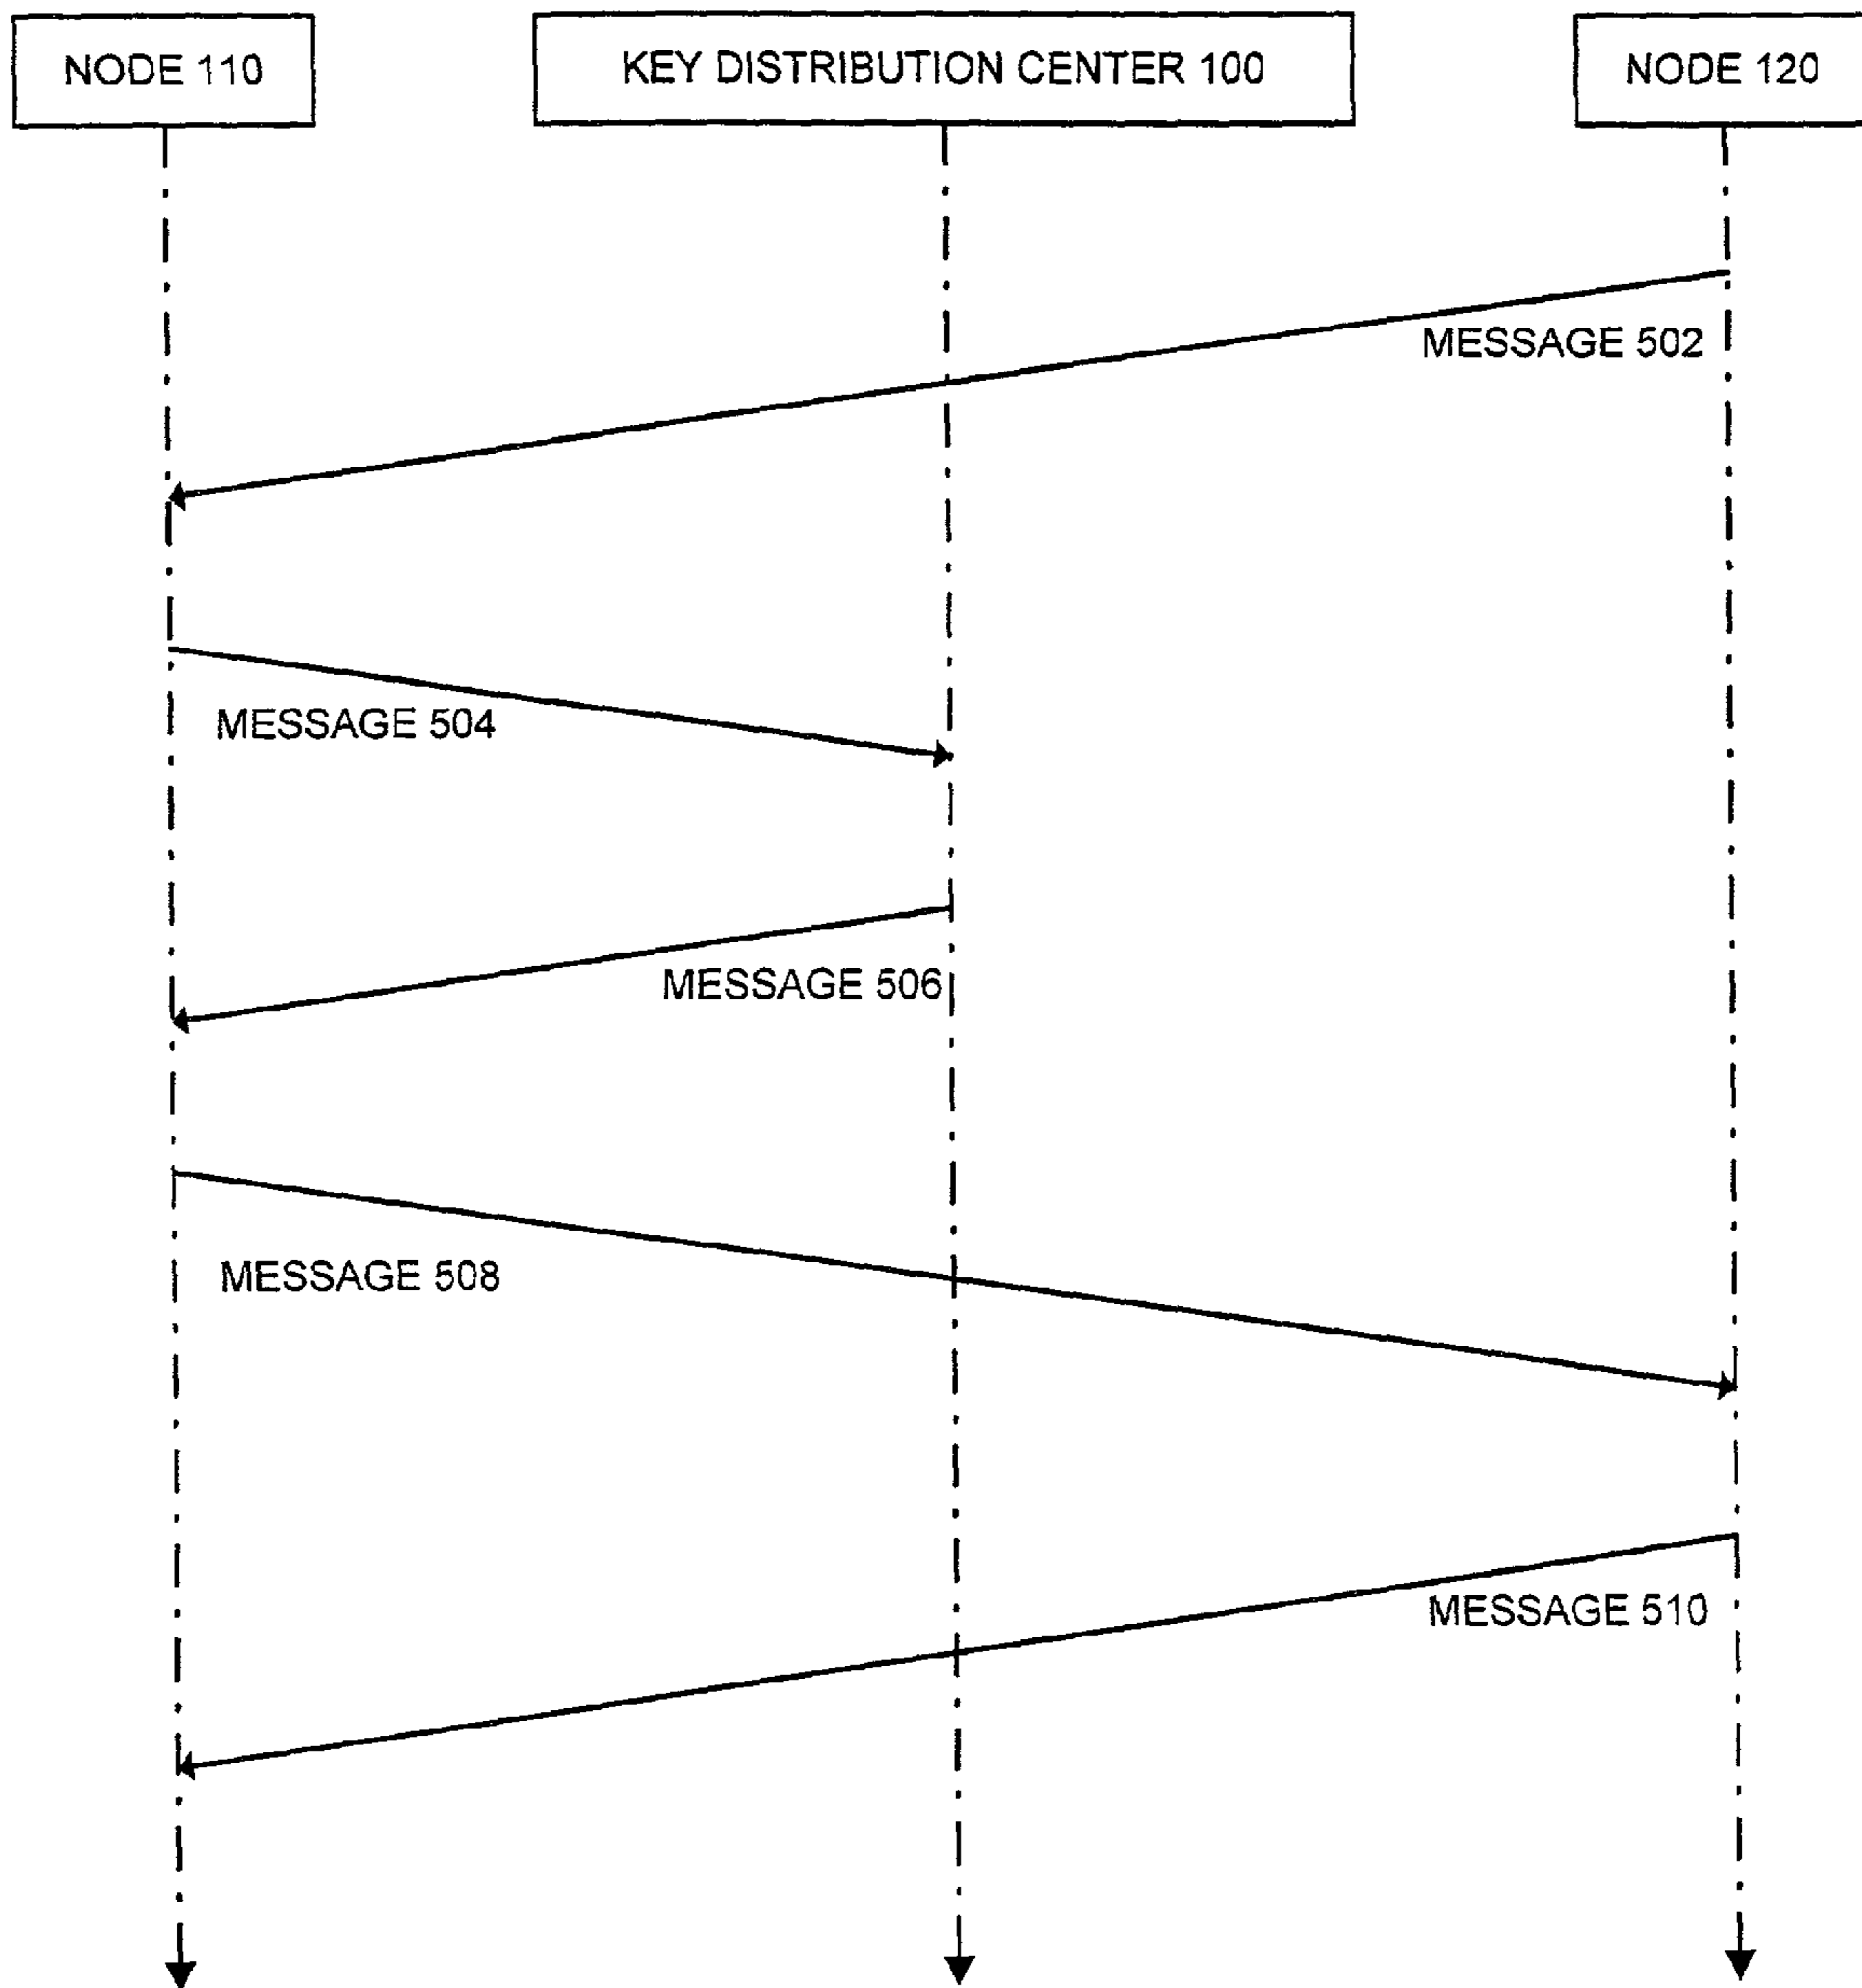 NODE 110
KEY DISTRIBUTION CENTER 100
NODE 120
MESSAGE 502
MESSAGE 504
MESSAGE 506
MESSAGE 508
MESSAGE 510